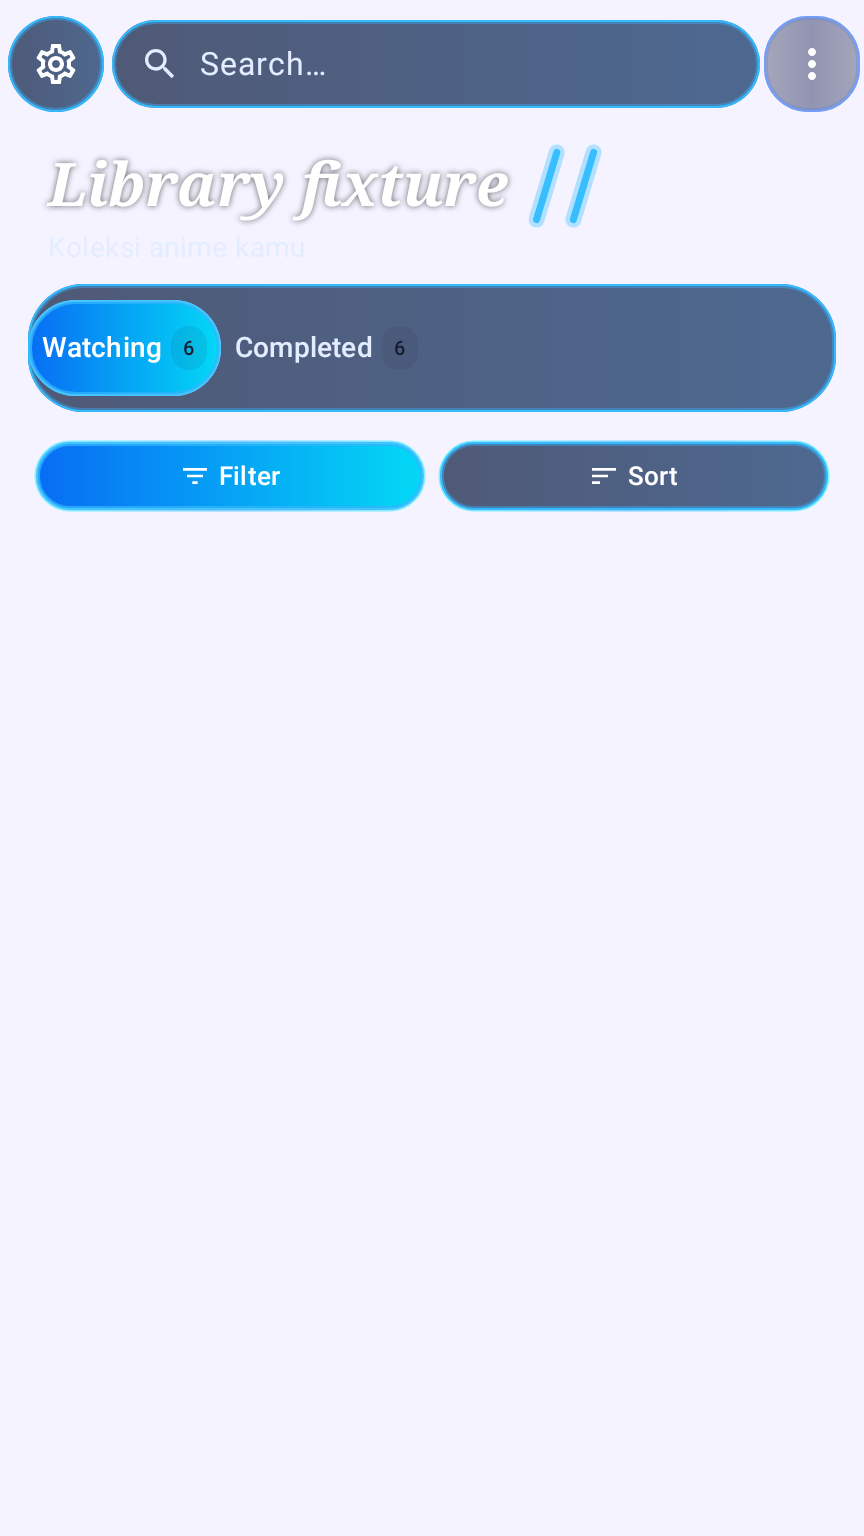 Search…
Library fixture //
Koleksi anime kamu
Watching 6 Completed 6
Filter Sort